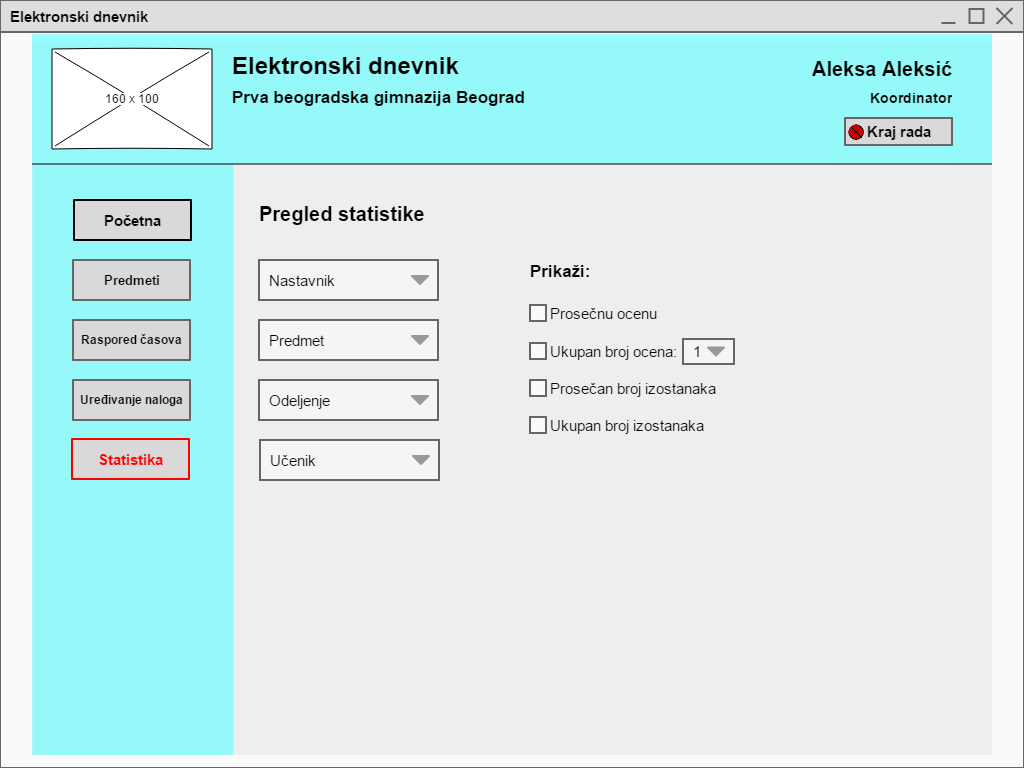 Elektronski dnevnik
160 x 100
Elektronski dnevnik
Prva beogradska gimnazija Beograd
Aleksa Aleksić
Koordinator
Kraj rada
Početna
Predmeti
Raspored časova
Uređivanje naloga
Statistika
Pregled statistike
Nastavnik
Predmet
Odeljenje
Učenik
Prikaži:
Prosečnu ocenu
Ukupan broj ocena: 1
Prosečan broj izostanaka
Ukupan broj izostanaka